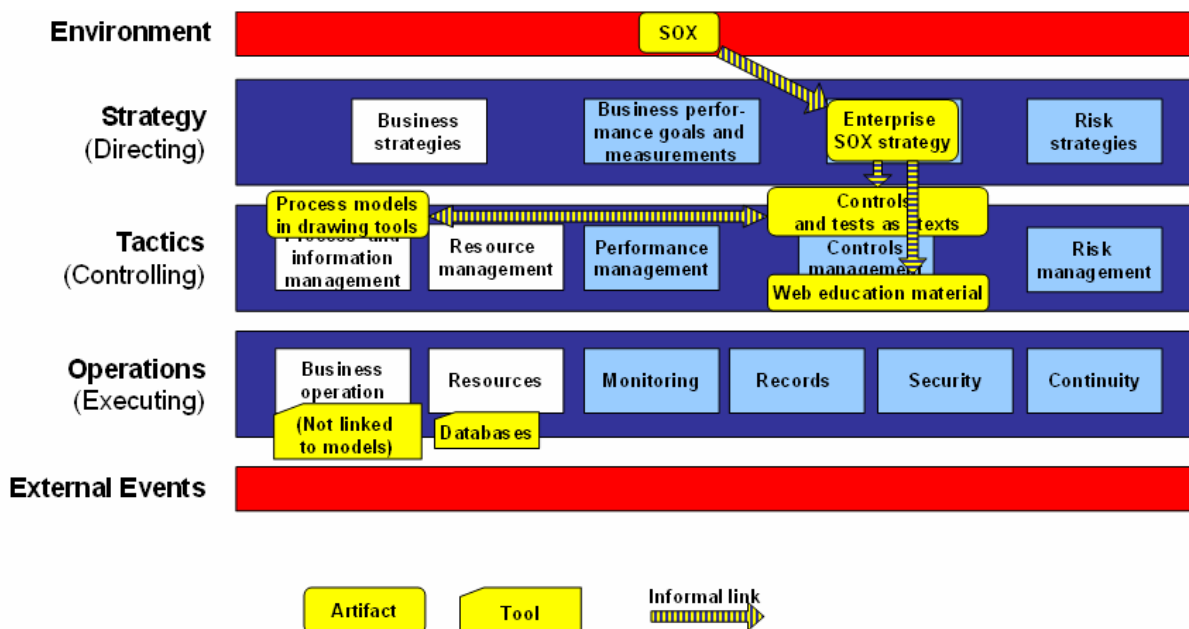 Environment
SOX
Strategy
(Directing)
Business
strategies
Business perfor-
mance goals and
measurements
Enterprise
SOX strategy
Risk
strategies
Tactics
(Controlling)
Process models
in drawing tools
Process and
information
management
Resource
management
Performance
management
Controls
and tests as texts
Controls
management
Web education material
Risk
management
Operations
(Executing)
Business
operation
(Not linked
to models)
Resources
Databases
Monitoring
Records
Security
Continuity
External Events
Artifact
Tool
Informal link